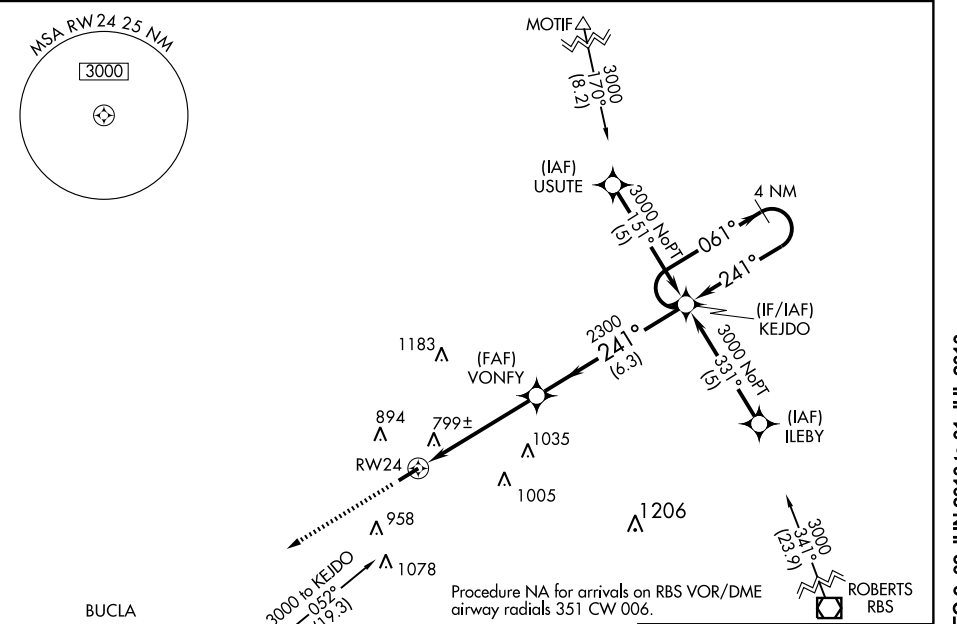 MSA RW24 25 NM
3000
MOTIF
3000
170°
(8.2)
(IAF)
USUTE
3000 NoPT
151°
(5)
4 NM
061°
241°
(IF/IAF)
KEJDO
2300
241°
(6.3)
(FAF)
VONFY
3000 NoPT
331°
(5)
(IAF)
ILEBY
1183
894
799±
1035
RW24
1005
958
1206
1078
3000
341°
(23.9)
ROBERTS
RBS
3000 to KEJDO
052°
(19.3)
BUCLA
Procedure NA for arrivals on RBS VOR/DME
airway radials 351 CW 006.